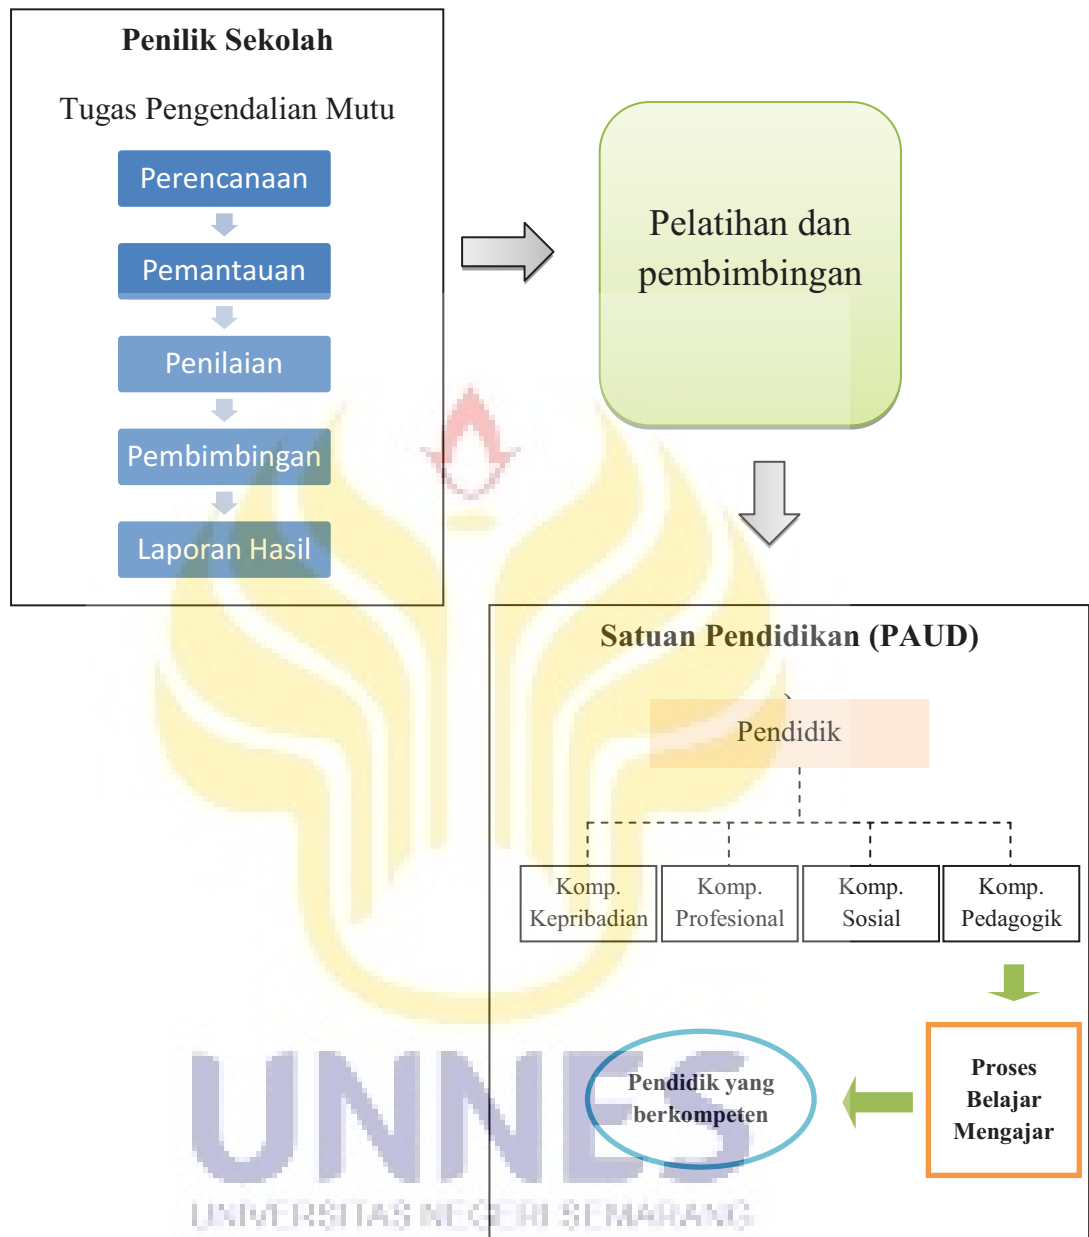 Penilik Sekolah
Tugas Pengendalian Mutu
Perencanaan
Pemantauan
Penilaian
Pembimbingan
Laporan Hasil
Pelatihan dan
pembimbingan
Satuan Pendidikan (PAUD)
`
Pendidik
Komp.
Kepribadian
Komp.
Profesional
Komp.
Sosial
Komp.
Pedagogik
Proses
Belajar
Mengajar
Pendidik yang
berkompeten
UNNES
UNIVERSITAS NEGERI SEMARANG